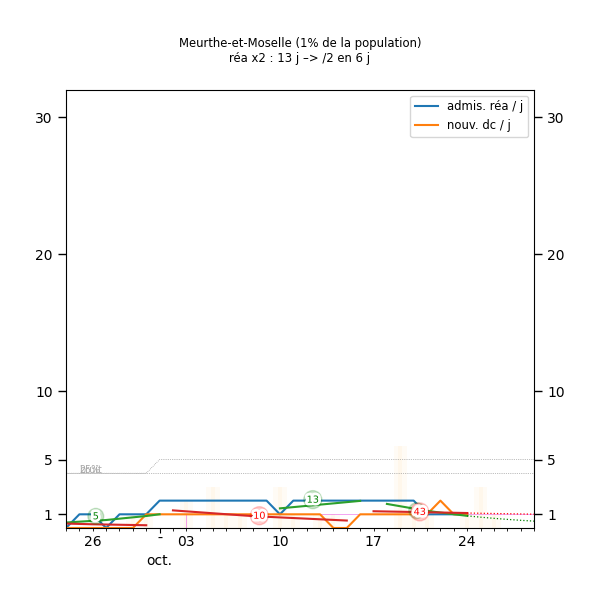 Meurthe-et-Moselle (1% de la population)
réa x2 : 13 j –> /2 en 6 j
admis. réa / j
nouv. dc / j
30 30
20 20
10 10
5 5
13
5 10 43
1 1
26 - 03 10 17 24
oct.